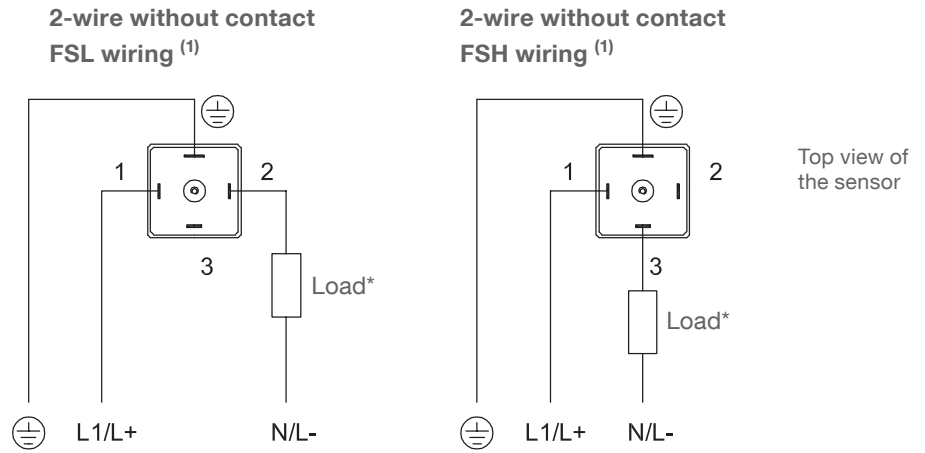 2-wire without contact
FSL wiring (1)
1
2
3
Load*
L1/L+
N/L-
2-wire without contact
FSH wiring (1)
1
2
3
Load*
L1/L+
N/L-
Top view of
the sensor